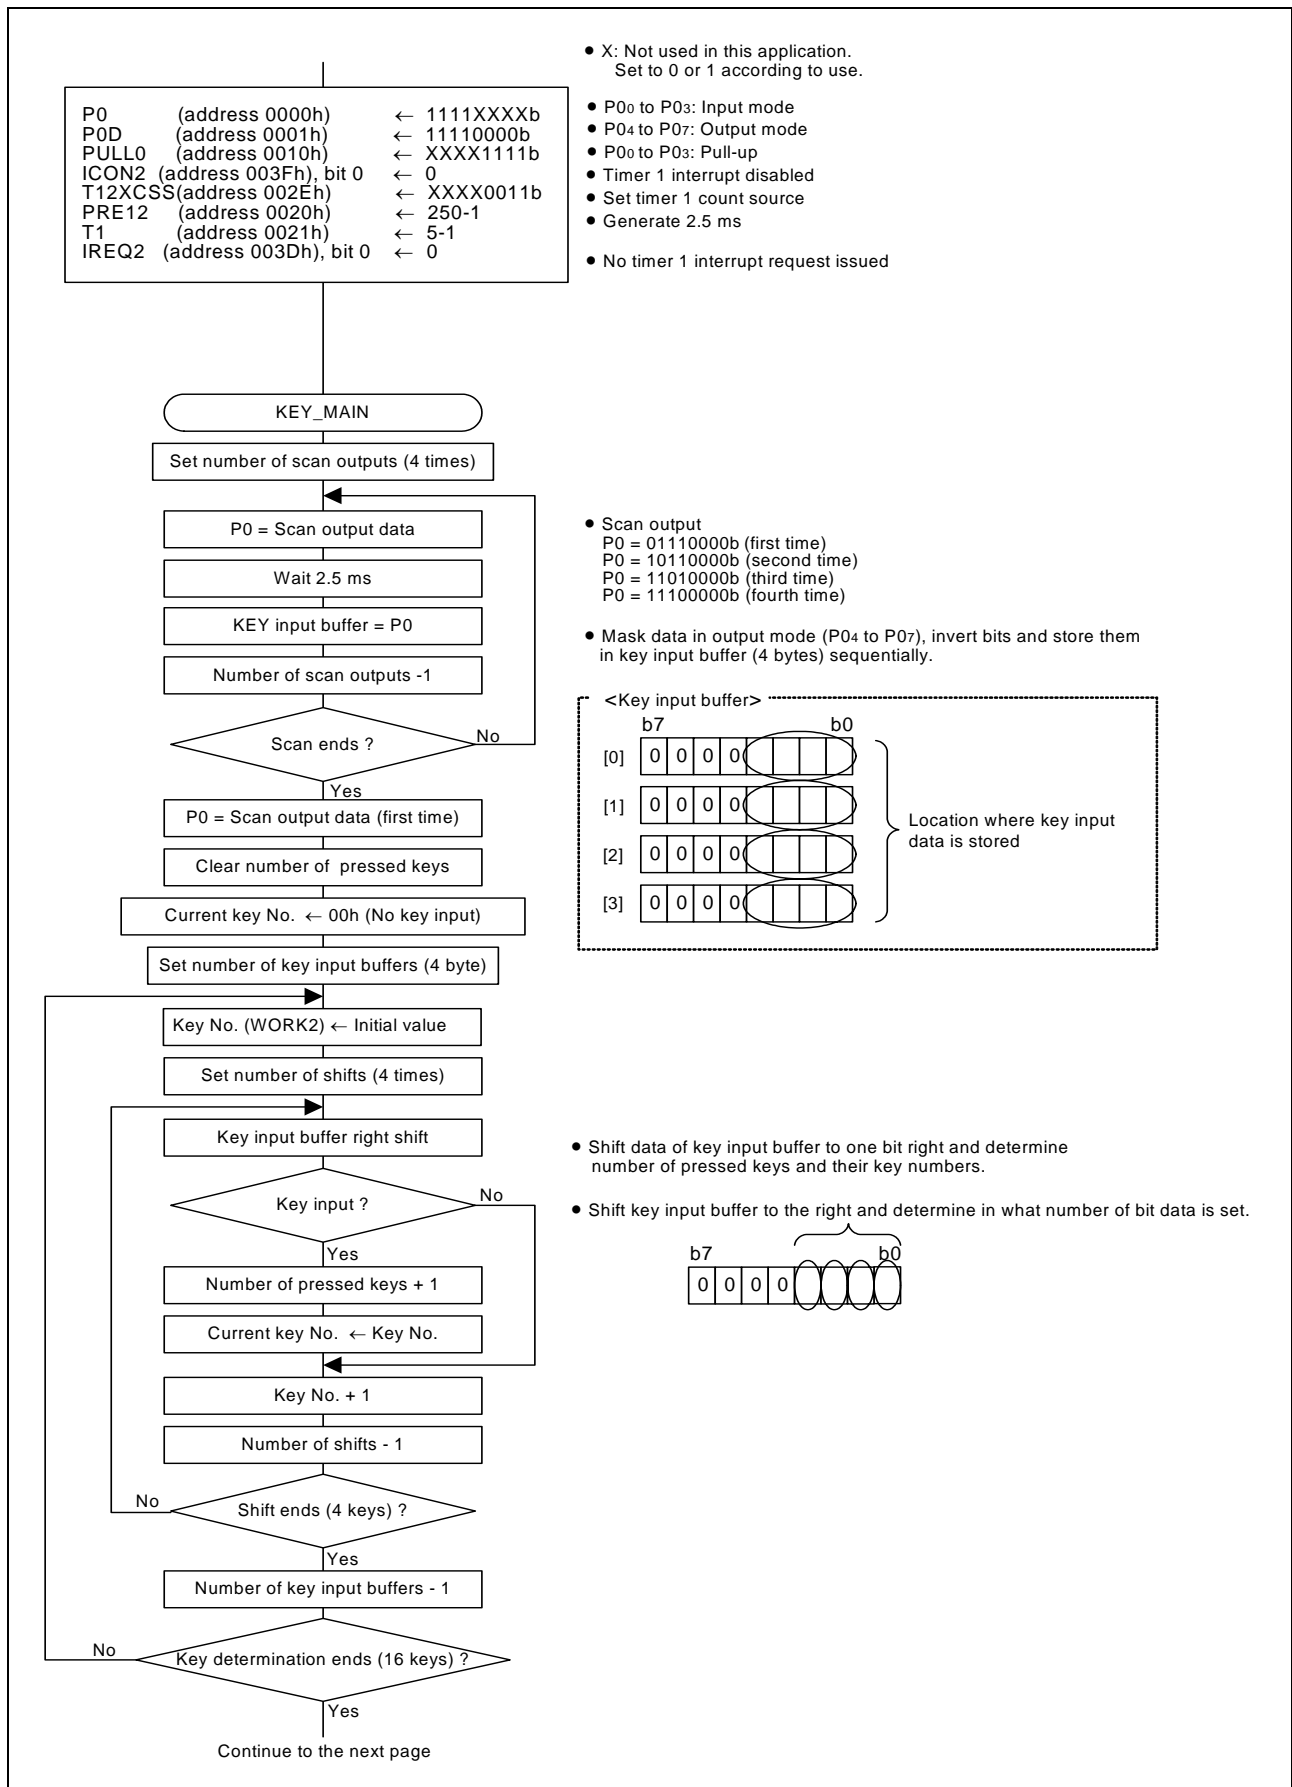 ● X: Not used in this application.
Set to 0 or 1 according to use.
P0 (address 0000h) ← 1111XXXXb
P0D (address 0001h) ← 11110000b
PULL0 (address 0010h) ← XXXX1111b
ICON2 (address 003Fh), bit 0 ← 0
T12XCSS(address 002Eh) ← XXXX0011b
PRE12 (address 0020h) ← 250-1
T1 (address 0021h) ← 5-1
IREQ2 (address 003Dh), bit 0 ← 0
● P00 to P03: Input mode
● P04 to P07: Output mode
● P00 to P03: Pull-up
● Timer 1 interrupt disabled
● Set timer 1 count source
● Generate 2.5 ms
● No timer 1 interrupt request issued
KEY_MAIN
Set number of scan outputs (4 times)
P0 = Scan output data
Wait 2.5 ms
KEY input buffer = P0
Number of scan outputs -1
Scan ends ?
No
Yes
● Scan output
P0 = 01110000b (first time)
P0 = 10110000b (second time)
P0 = 11010000b (third time)
P0 = 11100000b (fourth time)
● Mask data in output mode (P04 to P07), invert bits and store them
in key input buffer (4 bytes) sequentially.
<Key input buffer>
b7 b0
[0] 0 0 0 0
[1] 0 0 0 0
[2] 0 0 0 0
[3] 0 0 0 0
Location where key input
data is stored
P0 = Scan output data (first time)
Clear number of pressed keys
Current key No. ← 00h (No key input)
Set number of key input buffers (4 byte)
Key No. (WORK2) ← Initial value
Set number of shifts (4 times)
Key input buffer right shift
Key input ?
No
Yes
● Shift data of key input buffer to one bit right and determine
number of pressed keys and their key numbers.
● Shift key input buffer to the right and determine in what number of bit data is set.
b7 b0
0 0 0 0
Number of pressed keys + 1
Current key No. ← Key No.
Key No. + 1
Number of shifts - 1
No
Shift ends (4 keys) ?
Yes
Number of key input buffers - 1
No
Key determination ends (16 keys) ?
Yes
Continue to the next page